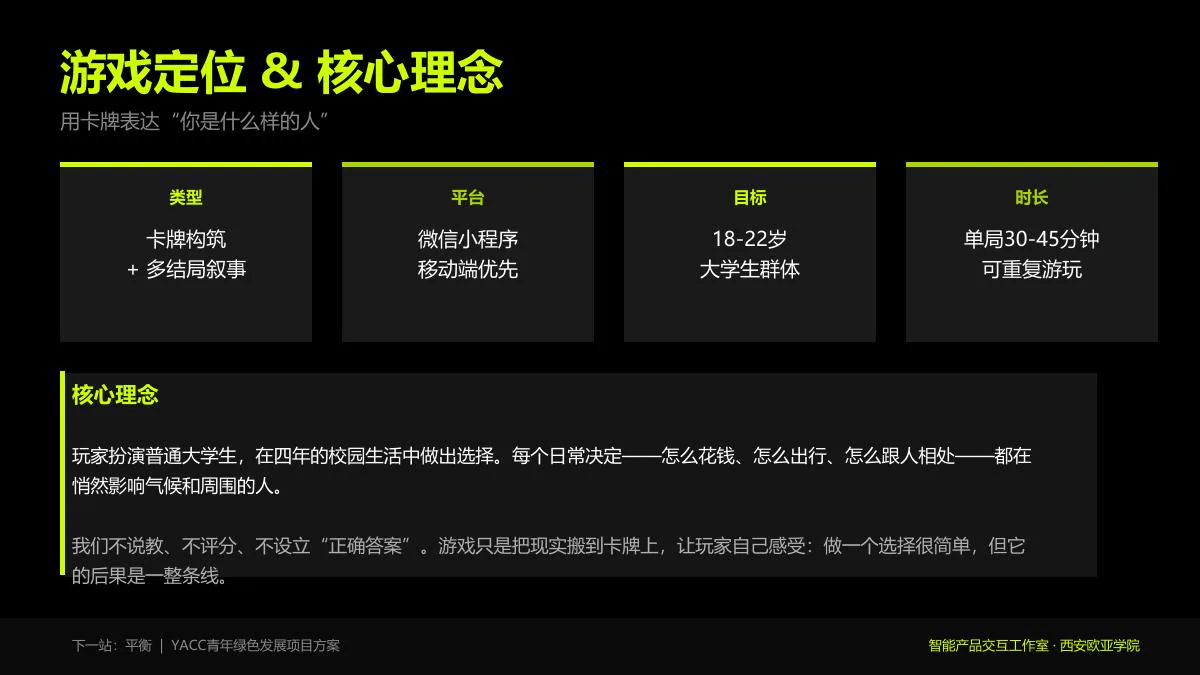 游戏定位 & 核心理念
用卡牌表达“你是什么样的人”
类型
卡牌构筑
+ 多结局叙事
平台
微信小程序
移动端优先
目标
18-22岁
大学生群体
时长
单局30-45分钟
可重复游玩
核心理念
玩家扮演普通大学生，在四年的校园生活中做出选择。每个日常决定——怎么花钱、怎么出行、怎么跟人相处——都在
悄然影响气候和周围的人。
我们不说教、不评分、不设立“正确答案”。游戏只是把现实搬到卡牌上，让玩家自己感受：做一个选择很简单，但它
的后果是一整条线。
下一站：平衡 | YACC青年绿色发展项目方案
智能产品交互工作室 · 西安欧亚学院